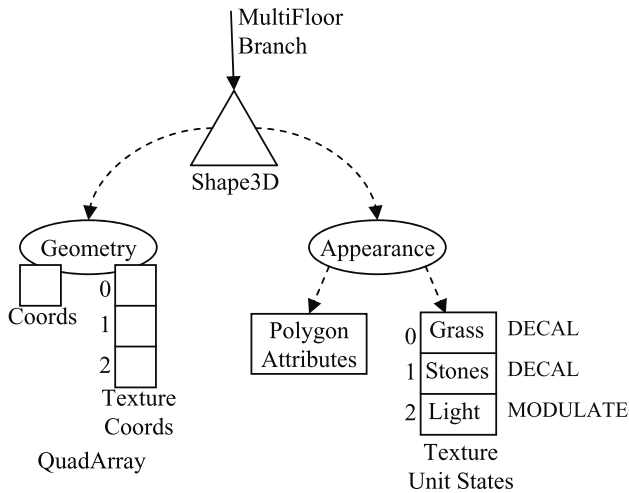 MultiFloor
Branch
Shape3D
Geometry
Coords
0
1
2
Texture
Coords
QuadArray
Appearance
Polygon
Attributes
0 Grass DECAL
1 Stones DECAL
2 Light MODULATE
Texture
Unit States